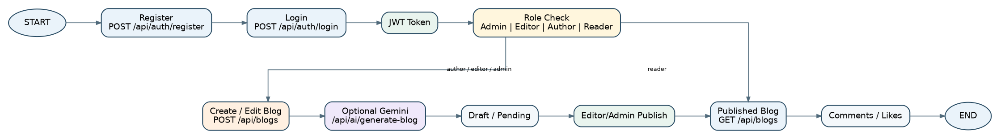 START
Register
POST /api/auth/register
Login
POST /api/auth/login
JWT Token
Role Check
Admin | Editor | Author | Reader
author / editor / admin
reader
Create / Edit Blog
POST /api/blogs
Optional Gemini
/api/ai/generate-blog
Draft / Pending
Editor/Admin Publish
Published Blog
GET /api/blogs
Comments / Likes
END